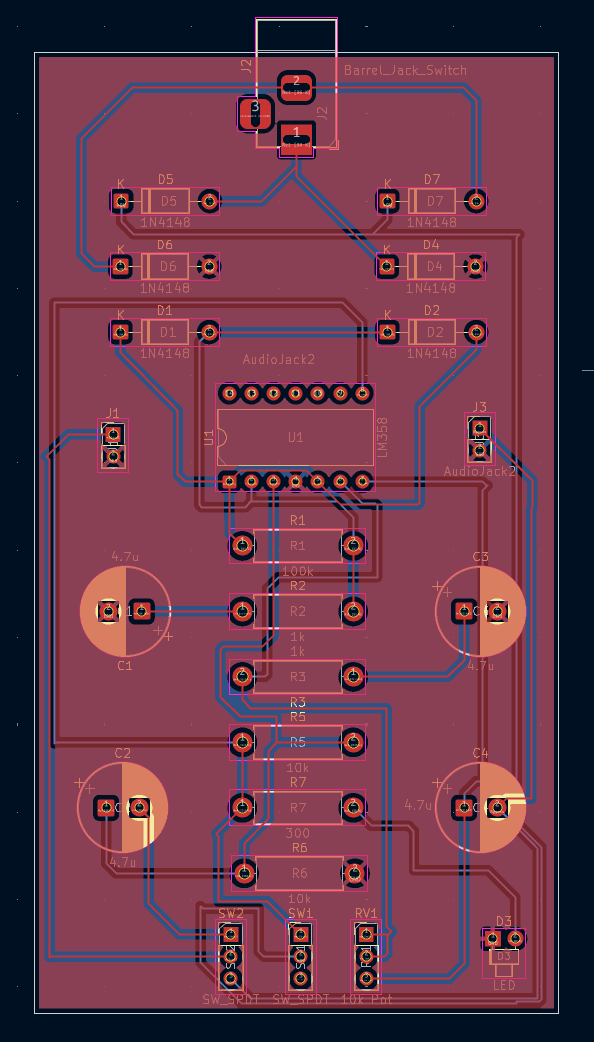 J2
Barrel_Jack_Switch
2
3
J2
1
K
D5
D5
1N4148
K
D7
D7
1N4148
K
D6
D6
1N4148
K
D4
D4
1N4148
K
D1
D1
1N4148
K
D2
D2
1N4148
AudioJack2
U1
U1
LM358
J1
J3
AudioJack2
R1
R1
100k
4.7u
C1
R2
R2
1k
C3
4.7u
1k
R3
R3
R5
R5
10k
C2
4.7u
C4
4.7u
R7
R7
300
R6
R6
10k
SW2
SW_SPDT
SW1
SW_SPDT
RV1
10k Pot
D3
D3
LED